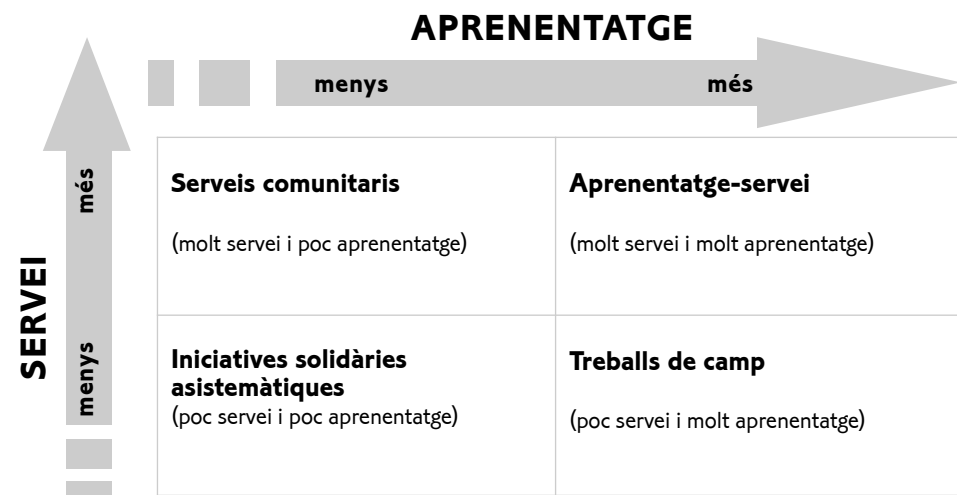 APRENENTATGE
menys
més
SERVEI
més
menys
Serveis comunitaris
(molt servei i poc aprenentatge)
Aprenentatge-servei
(molt servei i molt aprenentatge)
Iniciatives solidàries
asistemàtiques
(poc servei i poc aprenentatge)
Treballs de camp
(poc servei i molt aprenentatge)